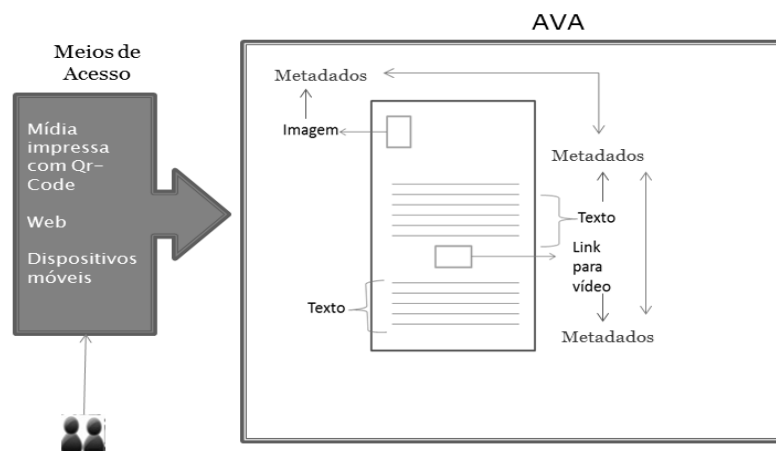 AVA
Meios de
Acesso
Mídia
impressa
com Qr-
Code
Web
Dispositivos
móveis
Metadados
Imagem
Metadados
Texto
Link
para
vídeo
Texto
Metadados